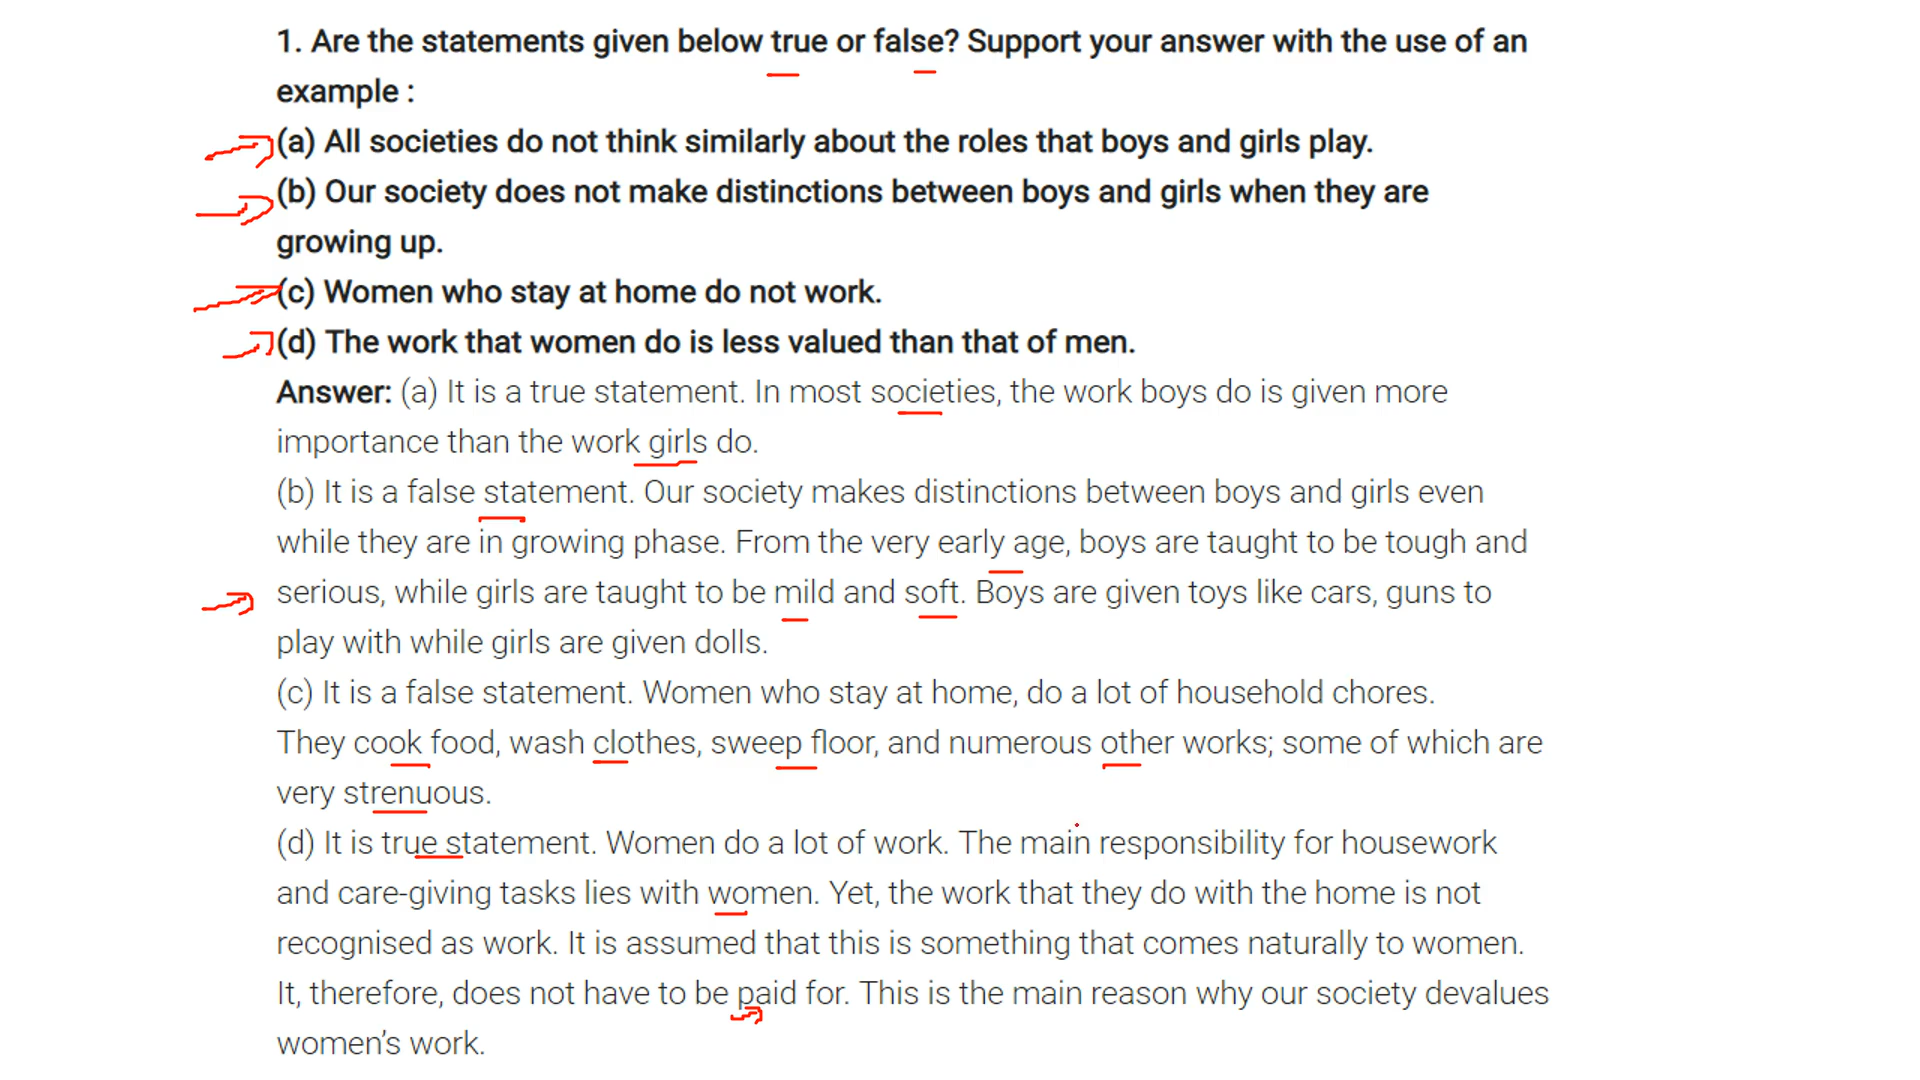 1. Are the statements given below true or false? Support your answer with the use of an
example :
(a) All societies do not think similarly about the roles that boys and girls play.
(b) Our society does not make distinctions between boys and girls when they are
growing up.
(c) Women who stay at home do not work.
(d) The work that women do is less valued than that of men.
Answer: (a) It is a true statement. In most societies, the work boys do is given more
importance than the work girls do.
(b) It is a false statement. Our society makes distinctions between boys and girls even
while they are in growing phase. From the very early age, boys are taught to be tough and
serious, while girls are taught to be mild and soft. Boys are given toys like cars, guns to
play with while girls are given dolls.
(c) It is a false statement. Women who stay at home, do a lot of household chores.
They cook food, wash clothes, sweep floor, and numerous other works; some of which are
very strenuous.
(d) It is true statement. Women do a lot of work. The main responsibility for housework
and care-giving tasks lies with women. Yet, the work that they do with the home is not
recognised as work. It is assumed that this is something that comes naturally to women.
It, therefore, does not have to be paid for. This is the main reason why our society devalues
women’s work.